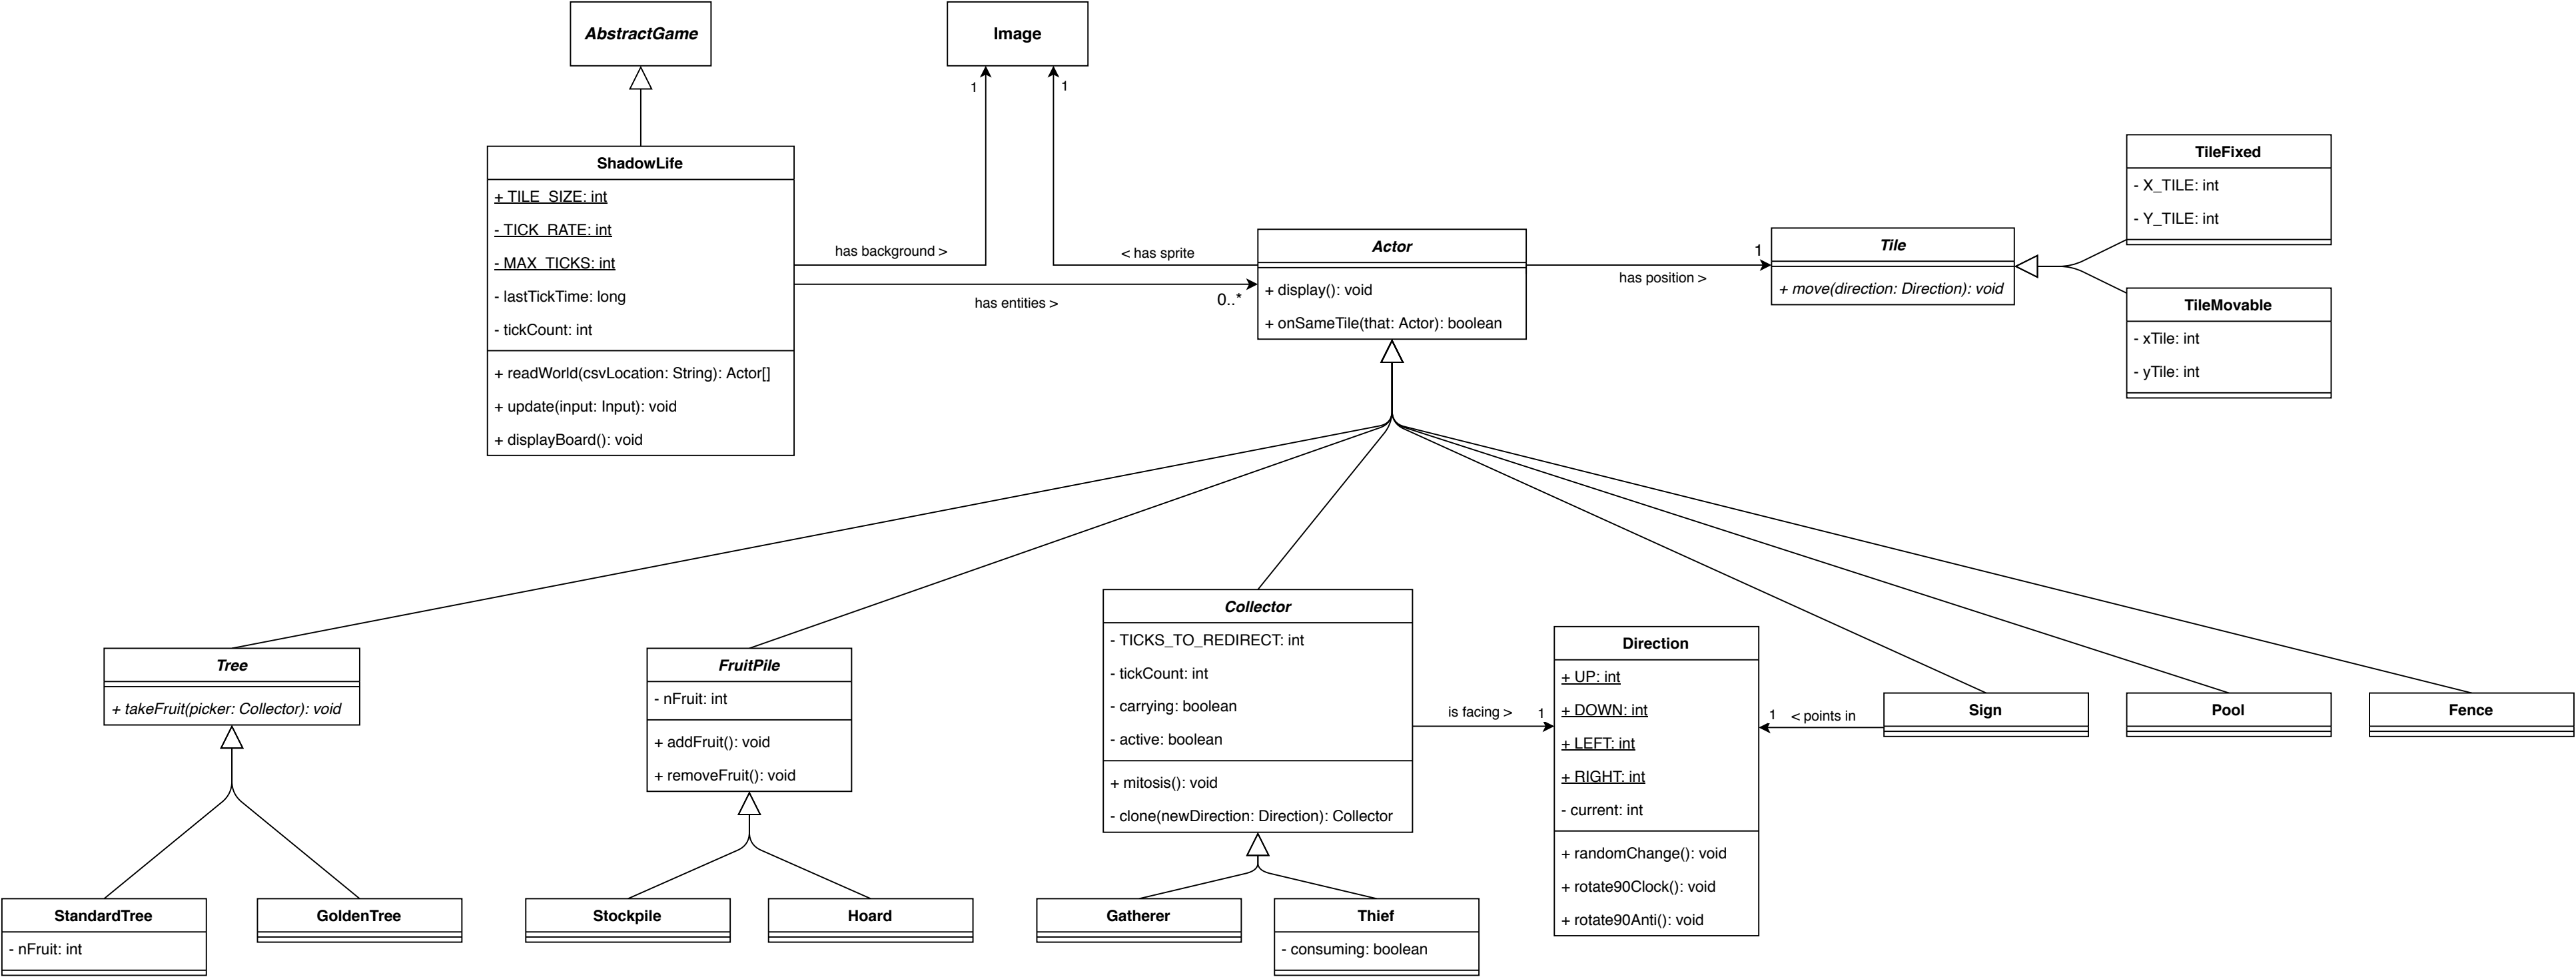 AbstractGame
Image
1
1
ShadowLife
+ TILE_SIZE: int
- TICK_RATE: int
- MAX_TICKS: int
- lastTickTime: long
- tickCount: int
+ readWorld(csvLocation: String): Actor[]
+ update(input: Input): void
+ displayBoard(): void
has background >
< has sprite
has entities >
0..*
Actor
+ display(): void
+ onSameTile(that: Actor): boolean
has position >
1
Tile
+ move(direction: Direction): void
TileFixed
- X_TILE: int
- Y_TILE: int
TileMovable
- xTile: int
- yTile: int
Tree
+ takeFruit(picker: Collector): void
FruitPile
- nFruit: int
+ addFruit(): void
+ removeFruit(): void
Collector
- TICKS_TO_REDIRECT: int
- tickCount: int
- carrying: boolean
- active: boolean
+ mitosis(): void
- clone(newDirection: Direction): Collector
is facing >
1
Direction
+ UP: int
+ DOWN: int
+ LEFT: int
+ RIGHT: int
- current: int
+ randomChange(): void
+ rotate90Clock(): void
+ rotate90Anti(): void
1
< points in
Sign
Pool
Fence
StandardTree
- nFruit: int
GoldenTree
Stockpile
Hoard
Gatherer
Thief
- consuming: boolean